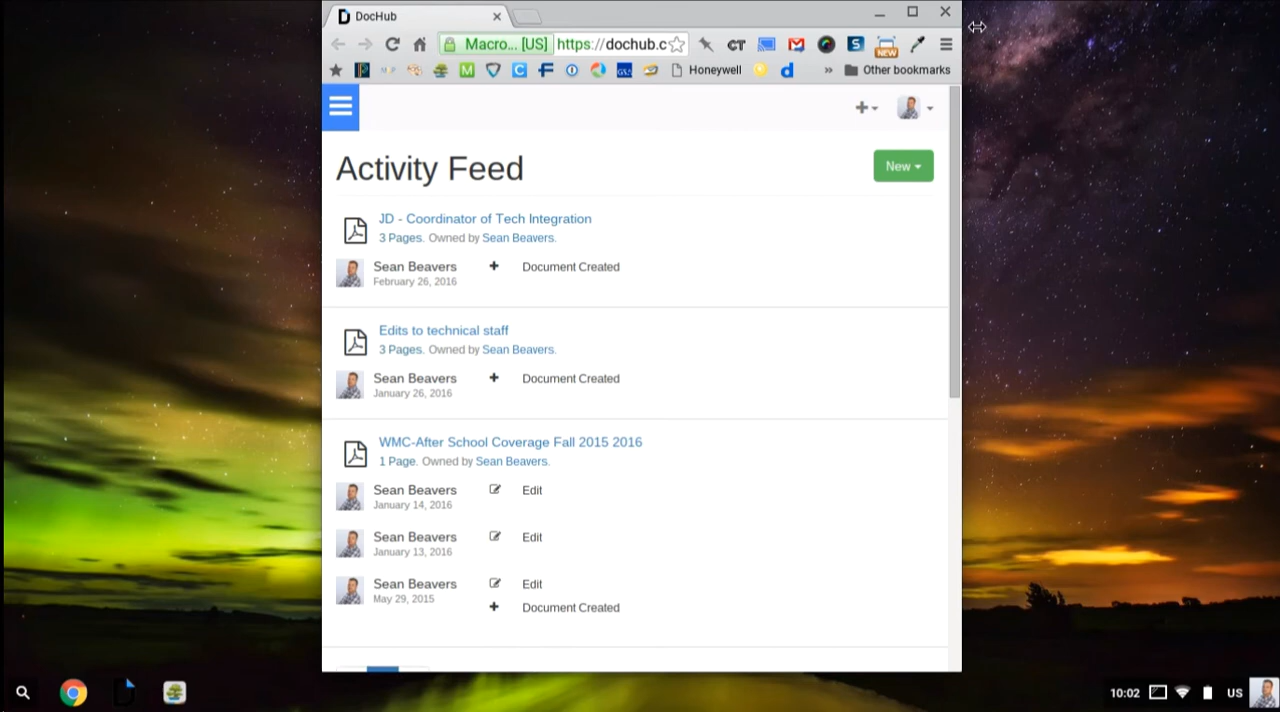 DocHub
Macro... [US] https://dochub.c
CT
NEW
Honeywell
» Other bookmarks
Activity Feed
New
JD - Coordinator of Tech Integration
3 Pages. Owned by Sean Beavers.
Sean Beavers + Document Created
February 26, 2016
Edits to technical staff
3 Pages. Owned by Sean Beavers.
Sean Beavers + Document Created
January 26, 2016
WMC-After School Coverage Fall 2015 2016
1 Page. Owned by Sean Beavers.
Sean Beavers Edit
January 14, 2016
Sean Beavers Edit
January 13, 2016
Sean Beavers Edit
May 29, 2015
+ Document Created
10:02 US